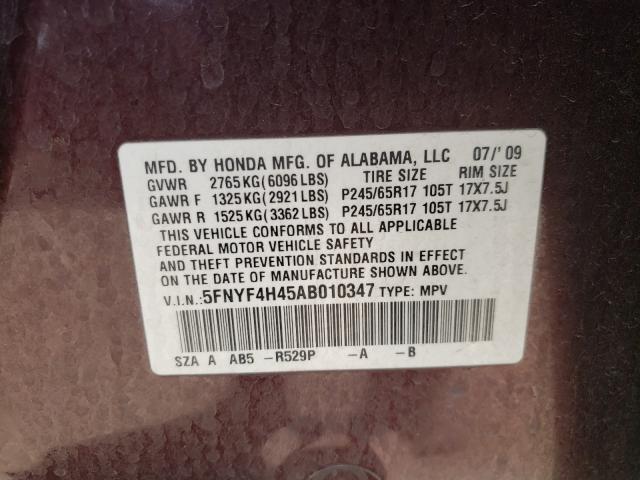 MFD. BY HONDA MFG. OF ALABAMA, LLC 07/'09
GVWR 2765KG(6096LBS) TIRE SIZE RIM SIZE
GAWR F 1325KG(2921LBS) P245/65R17 105T 17X7.5J
GAWR R 1525KG(3362LBS) P245/65R17 105T 17X7.5J
THIS VEHICLE CONFORMS TO ALL APPLICABLE
FEDERAL MOTOR VEHICLE SAFETY
AND THEFT PREVENTION STANDARDS IN EFFECT
ON THE DATE OF MANUFACTURE SHOWN ABOVE.
V.I.N.:5FNYF4H45AB010347 TYPE: MPV
SZA A AB5 -R529P -A -B